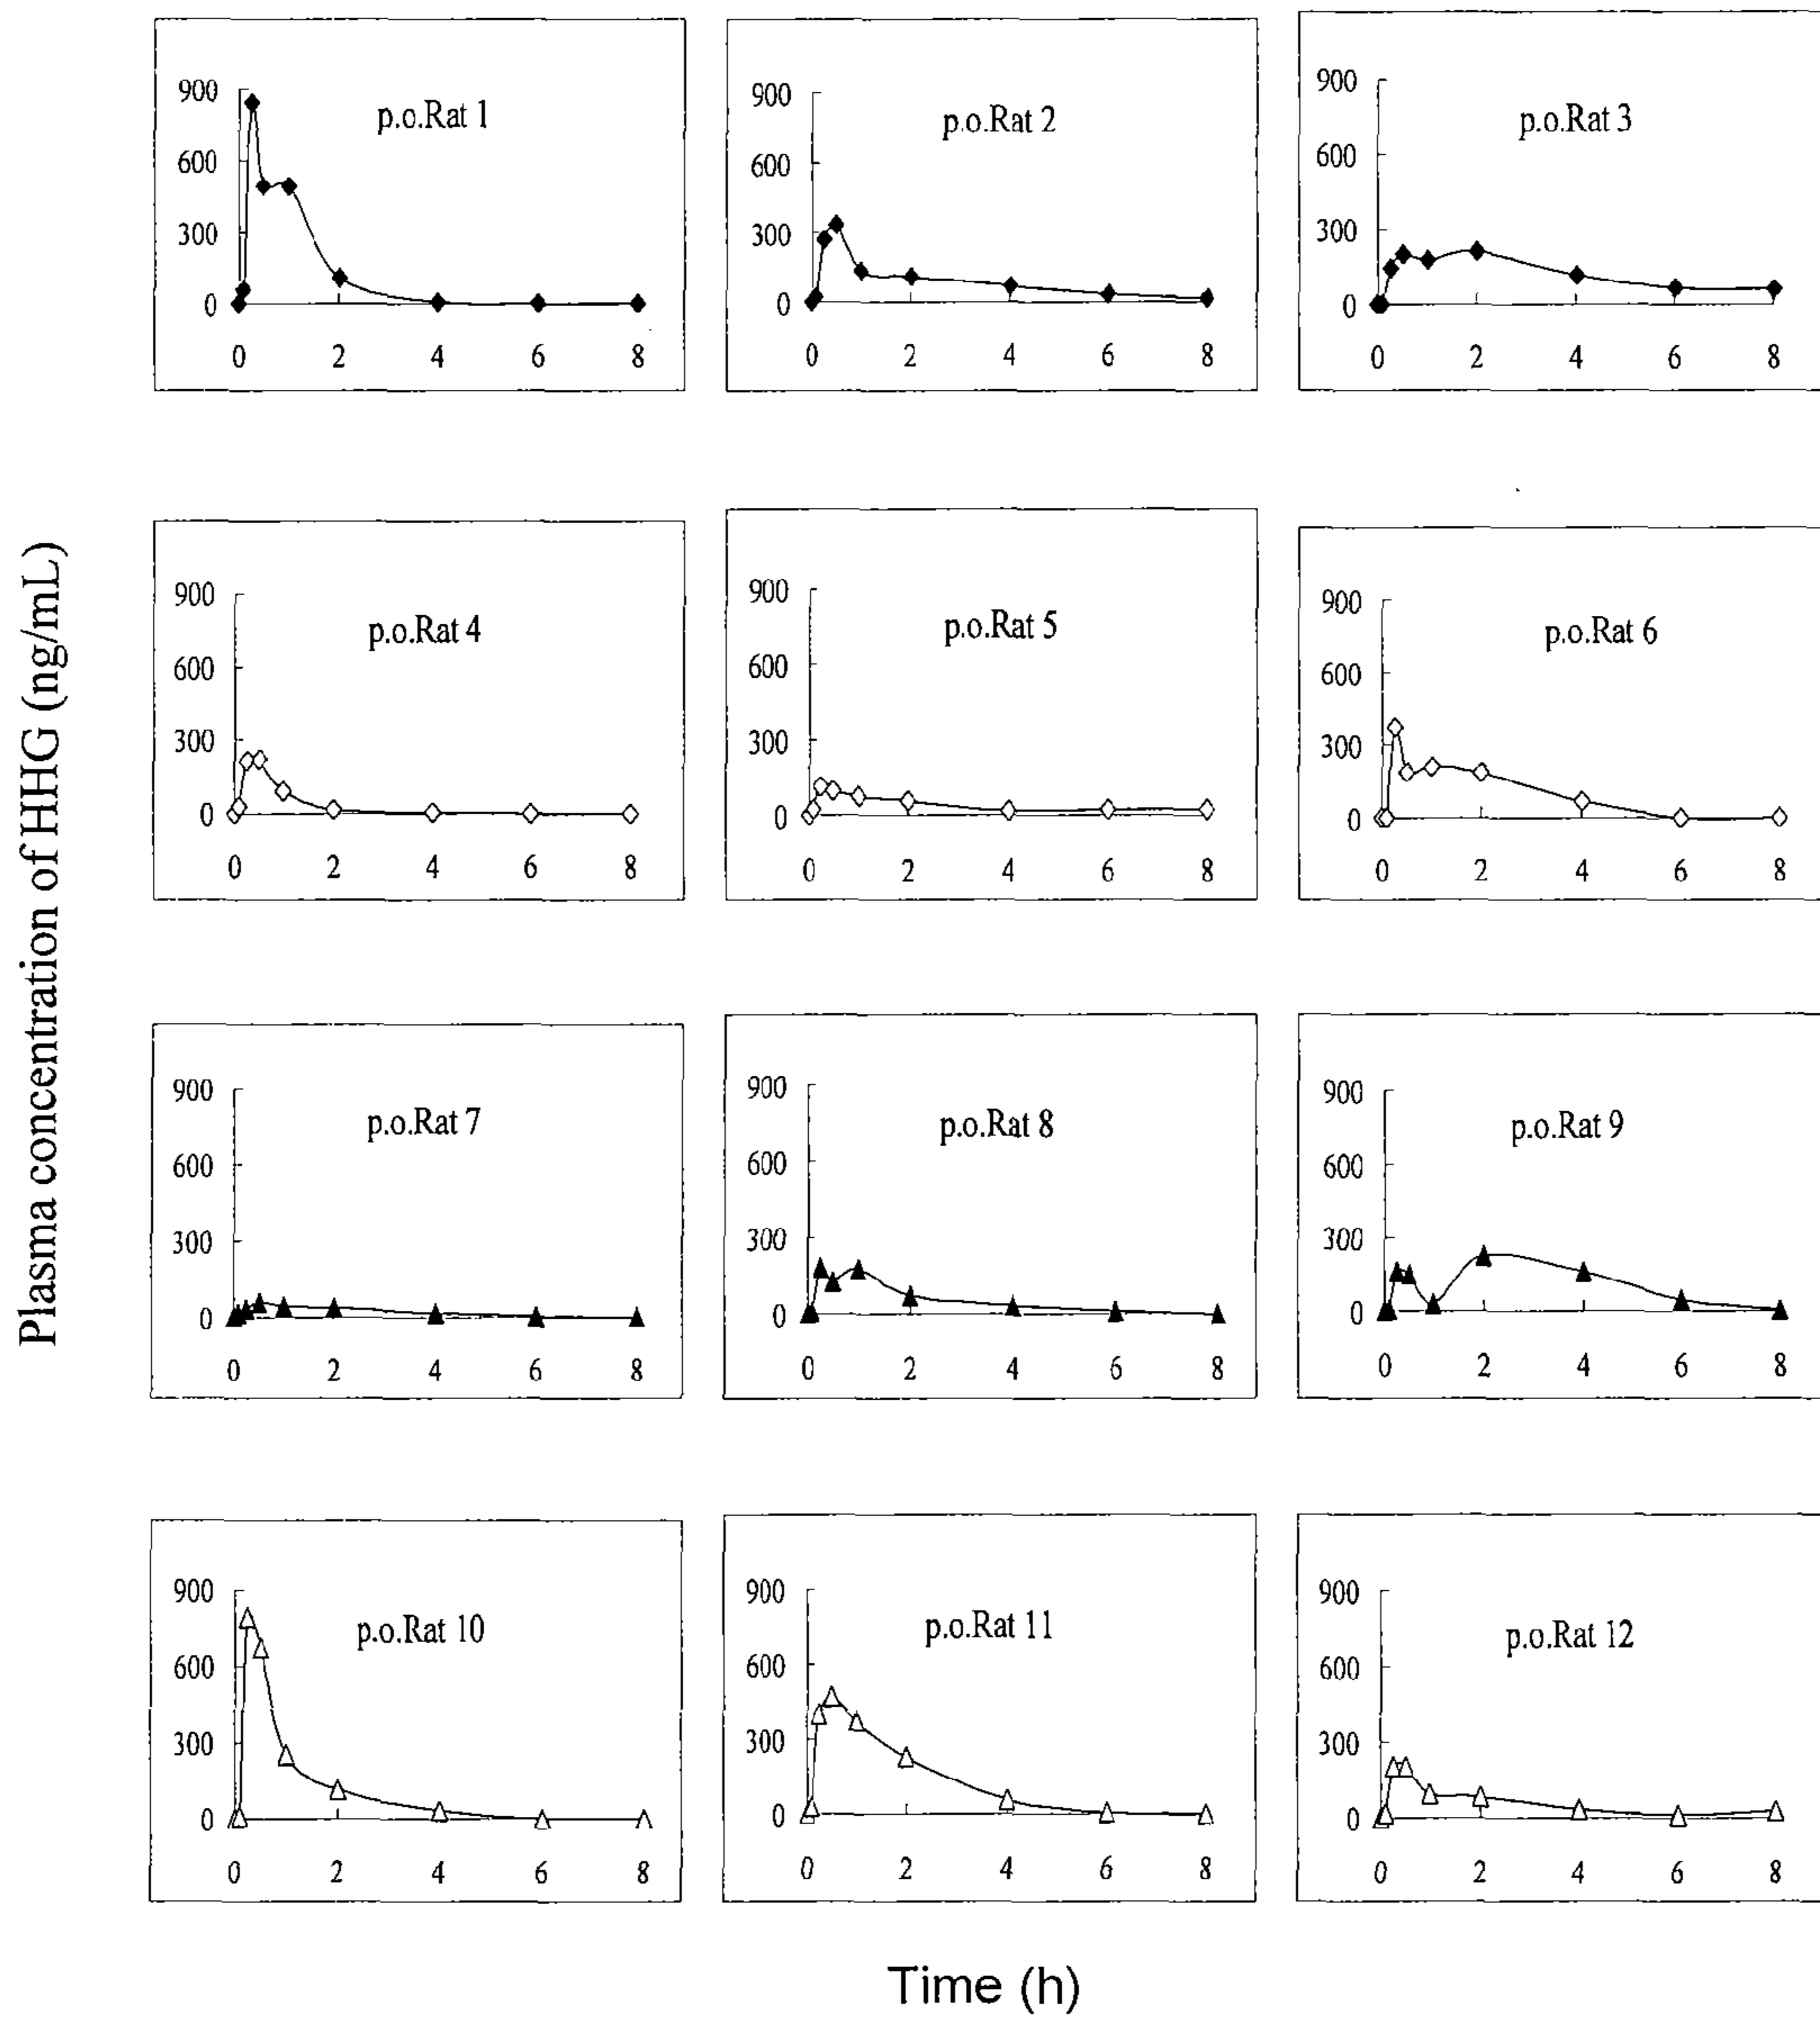 Plasma concentration of HHG (ng/mL)
p.o.Rat 1
900
600
300
0
0 2 4 6 8
p.o.Rat 2
900
600
300
0
0 2 4 6 8
p.o.Rat 3
900
600
300
0
0 2 4 6 8
p.o.Rat 4
900
600
300
0
0 2 4 6 8
p.o.Rat 5
900
600
300
0
0 2 4 6 8
p.o.Rat 6
900
600
300
0
0 2 4 6 8
p.o.Rat 7
900
600
300
0
0 2 4 6 8
p.o.Rat 8
900
600
300
0
0 2 4 6 8
p.o.Rat 9
900
600
300
0
0 2 4 6 8
p.o.Rat 10
900
600
300
0
0 2 4 6 8
p.o.Rat 11
900
600
300
0
0 2 4 6 8
p.o.Rat 12
900
600
300
0
0 2 4 6 8
Time (h)